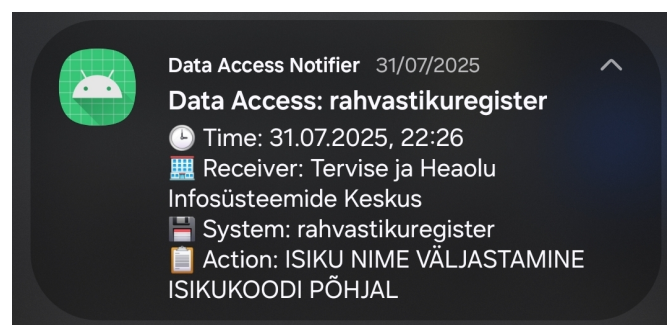 Data Access Notifier 31/07/2025
Data Access: rahvastikuregister
🕒 Time: 31.07.2025, 22:26
🏢 Receiver: Tervise ja Heaolu
Infosüsteemide Keskus
💾 System: rahvastikuregister
📋 Action: ISIKU NIME VÄLJASTAMINE
ISIKUKOODI PÕHJAL